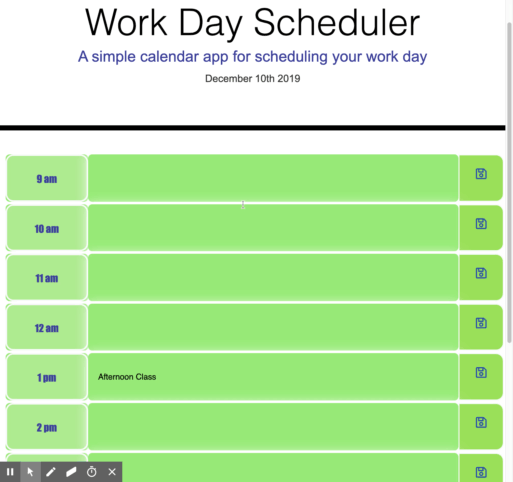 Work Day Scheduler
A simple calendar app for scheduling your work day
December 10th 2019
9 am
10 am
11 am
12 am
1 pm
Afternoon Class
2 pm